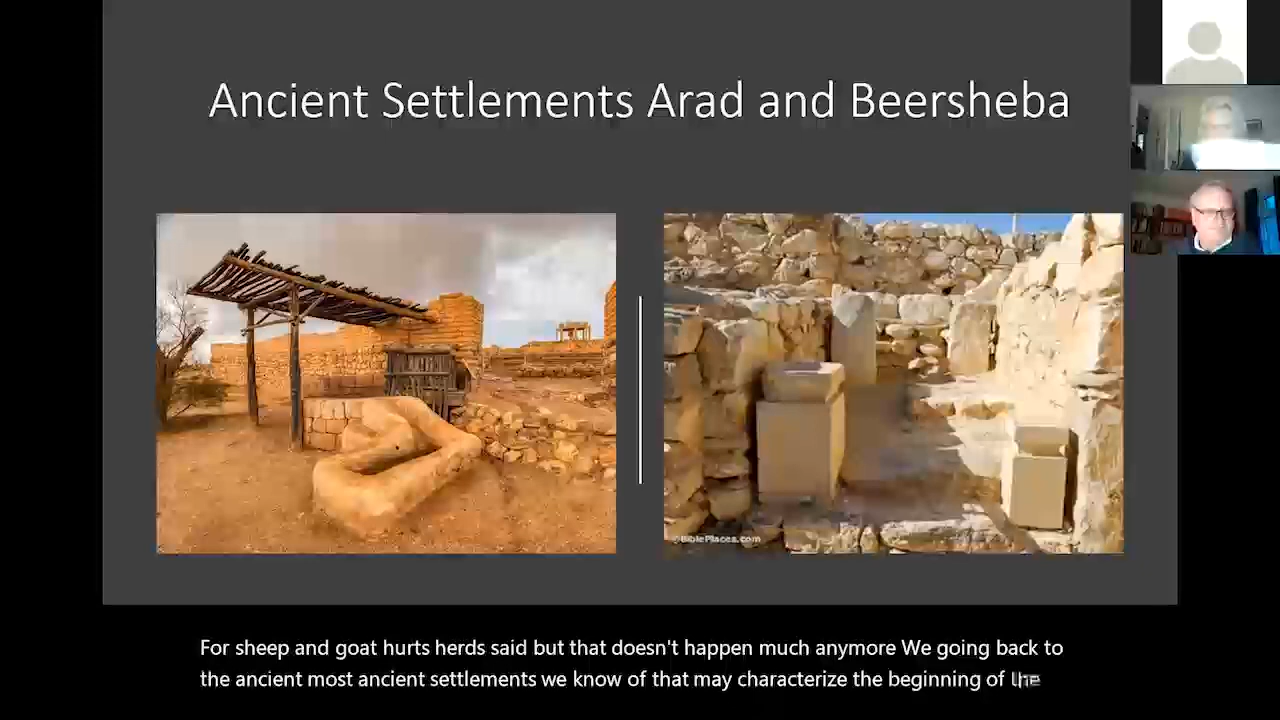 Ancient Settlements Arad and Beersheba
©BiblePlaces.com
For sheep and goat hurts herds said but that doesn't happen much anymore We going back to
the ancient most ancient settlements we know of that may characterize the beginning of the